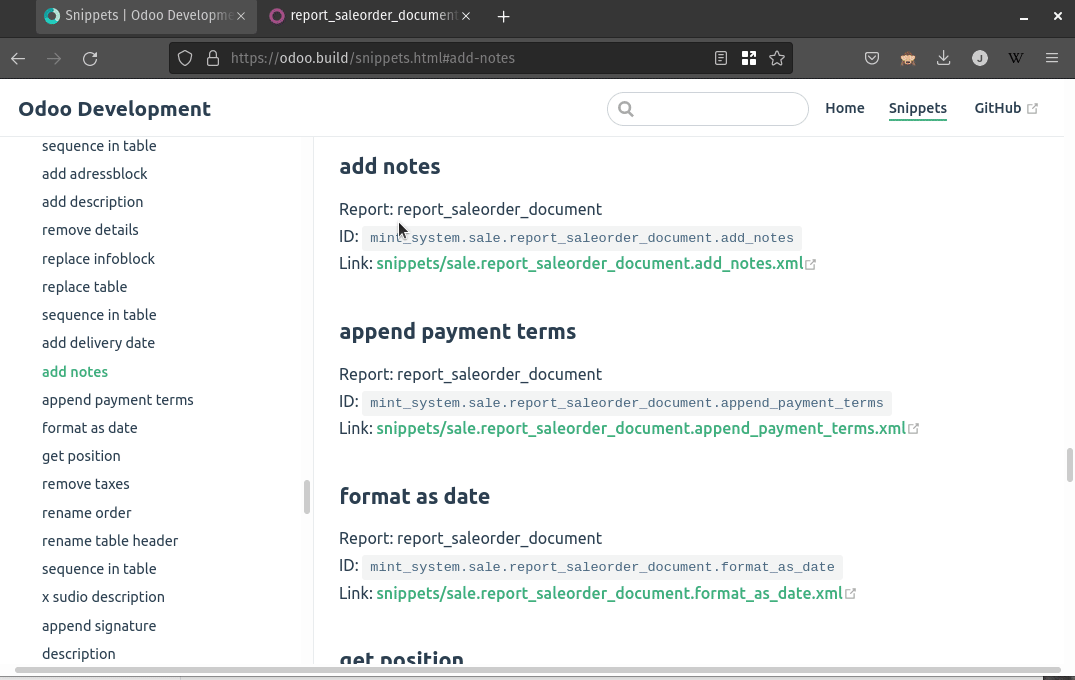 Snippets | Odoo Developme
report_saleorder_document
https://odoo.build/snippets.html#add-notes
J
W
Odoo Development
Home
Snippets
GitHub
sequence in table
add adressblock
add description
remove details
replace infoblock
replace table
sequence in table
add delivery date
add notes
append payment terms
format as date
get position
remove taxes
rename order
rename table header
sequence in table
x sudio description
append signature
description
add notes
Report: report_saleorder_document
ID: mint_system.sale.report_saleorder_document.add_notes
Link: snippets/sale.report_saleorder_document.add_notes.xml
append payment terms
Report: report_saleorder_document
ID: mint_system.sale.report_saleorder_document.append_payment_terms
Link: snippets/sale.report_saleorder_document.append_payment_terms.xml
format as date
Report: report_saleorder_document
ID: mint_system.sale.report_saleorder_document.format_as_date
Link: snippets/sale.report_saleorder_document.format_as_date.xml
get position